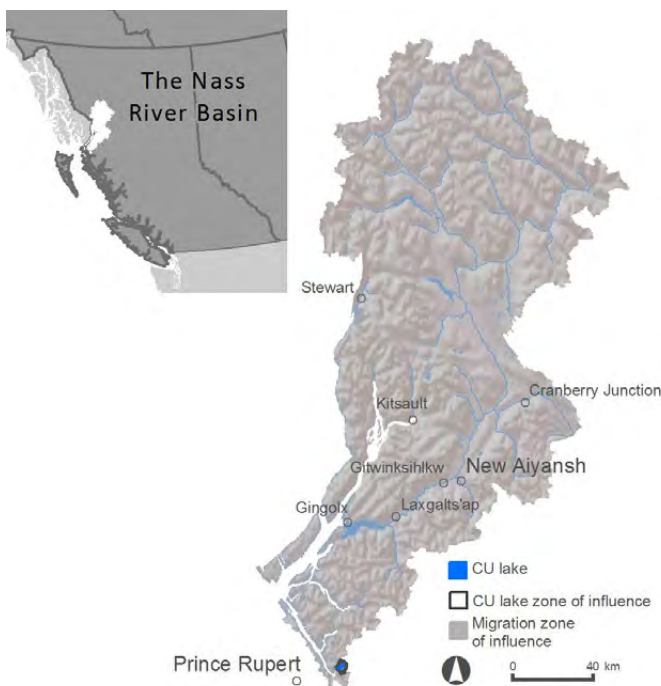 The Nass
River Basin
Stewart
Cranberry Junction
Kitsault
Gitwinksihlkw
New Aiyansh
Gingolx
Laxgalts'ap
CU lake
CU lake zone of influence
Migration zone
of influence
Prince Rupert
0
40 km